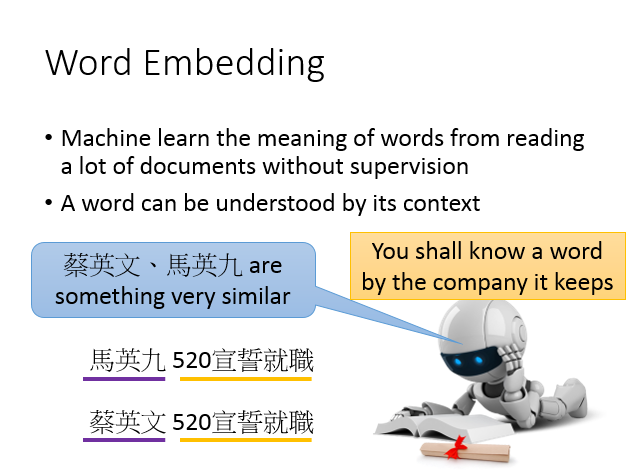 Word Embedding
• Machine learn the meaning of words from reading
a lot of documents without supervision
• A word can be understood by its context
蔡英文、馬英九 are
something very similar
You shall know a word
by the company it keeps
馬英九 520宣誓就職
蔡英文 520宣誓就職